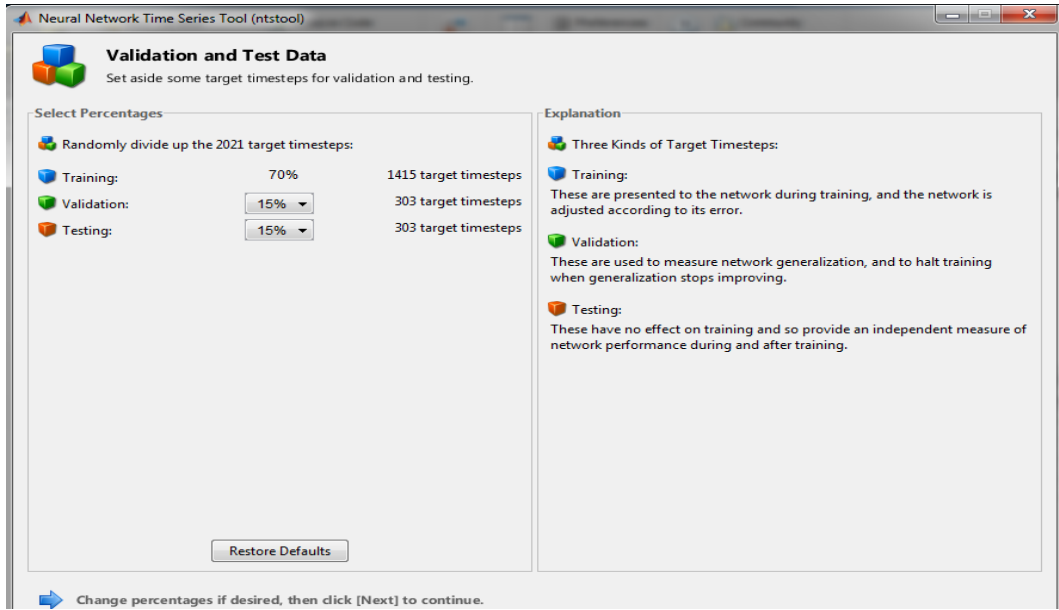 Neural Network Time Series Tool (ntstool)
Validation and Test Data
Set aside some target timesteps for validation and testing.
Select Percentages
Randomly divide up the 2021 target timesteps:
Training: 70% 1415 target timesteps
Validation: 15% 303 target timesteps
Testing: 15% 303 target timesteps
Restore Defaults
Explanation
Three Kinds of Target Timesteps:
Training:
These are presented to the network during training, and the network is
adjusted according to its error.
Validation:
These are used to measure network generalization, and to halt training
when generalization stops improving.
Testing:
These have no effect on training and so provide an independent measure of
network performance during and after training.
Change percentages if desired, then click [Next] to continue.